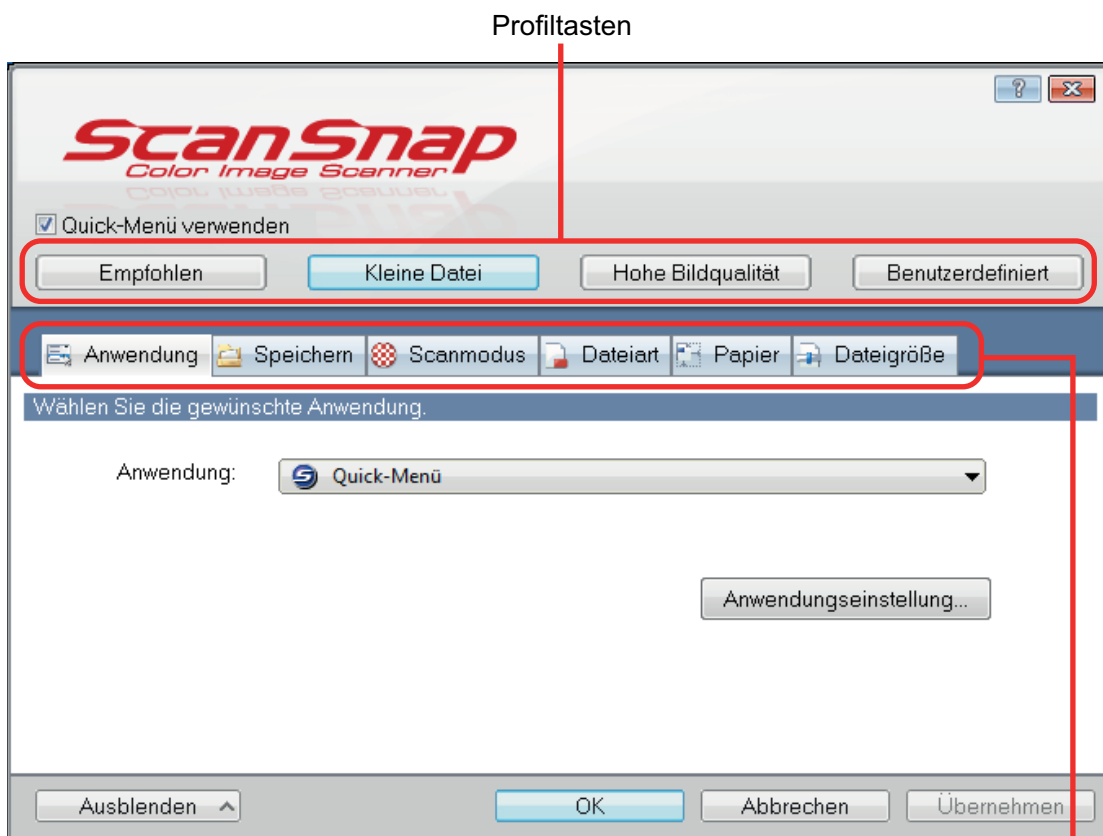 Profiltasten
ScanSnap
Color Image Scanner
Quick-Menü verwenden
Empfohlen Kleine Datei Hohe Bildqualität Benutzerdefiniert
Anwendung Speichern Scanmodus Dateiart Papier Dateigröße
Wählen Sie die gewünschte Anwendung.
Anwendung: Quick-Menü
Anwendungseinstellung...
Ausblenden OK Abbrechen Übernehmen